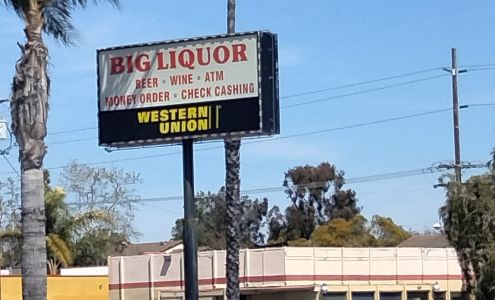 BIG LIQUOR
BEER • WINE • ATM
MONEY ORDER • CHECK CASHING
WESTERN
UNION